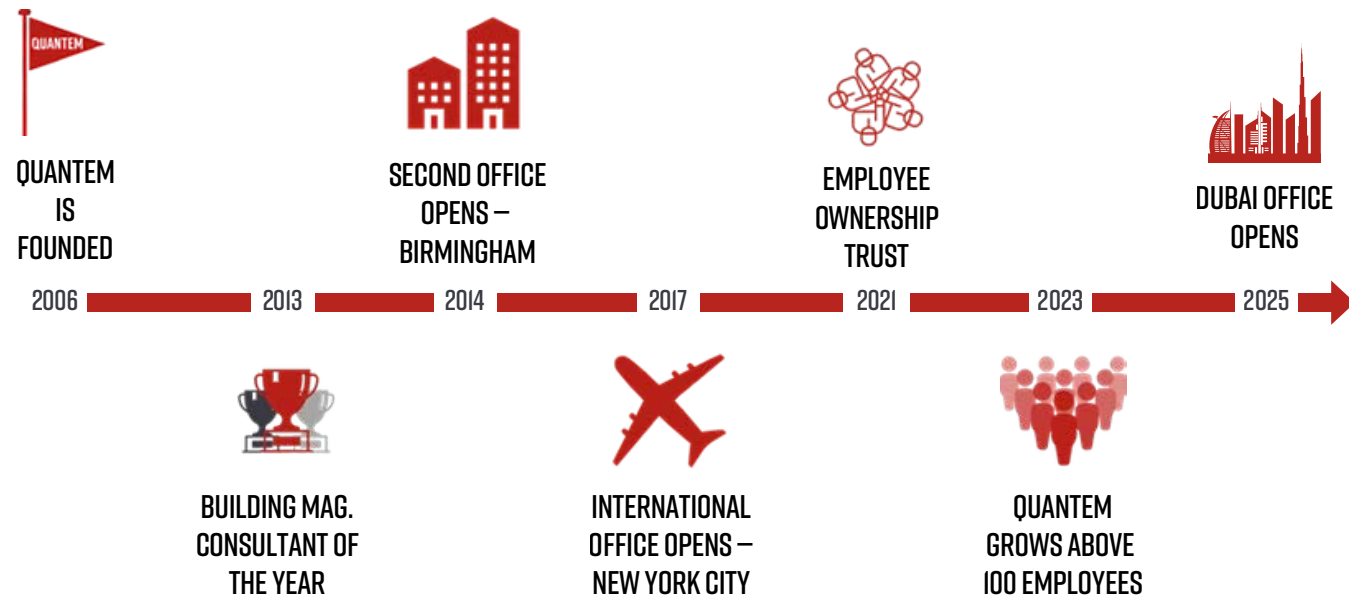 QUANTEM
QUANTEM
IS
FOUNDED
SECOND OFFICE
OPENS –
BIRMINGHAM
EMPLOYEE
OWNERSHIP
TRUST
DUBAI OFFICE
OPENS
2006 2013 2014 2017 2021 2023 2025
BUILDING MAG.
CONSULTANT OF
THE YEAR
INTERNATIONAL
OFFICE OPENS –
NEW YORK CITY
QUANTEM
GROWS ABOVE
100 EMPLOYEES